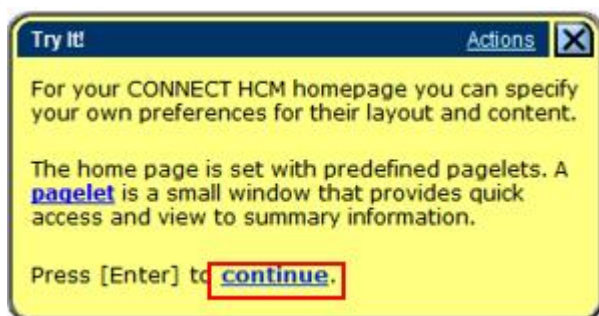 Try It! Actions X
For your CONNECT HCM homepage you can specify
your own preferences for their layout and content.
The home page is set with predefined pagelets. A
pagelet is a small window that provides quick
access and view to summary information.
Press [Enter] to continue.